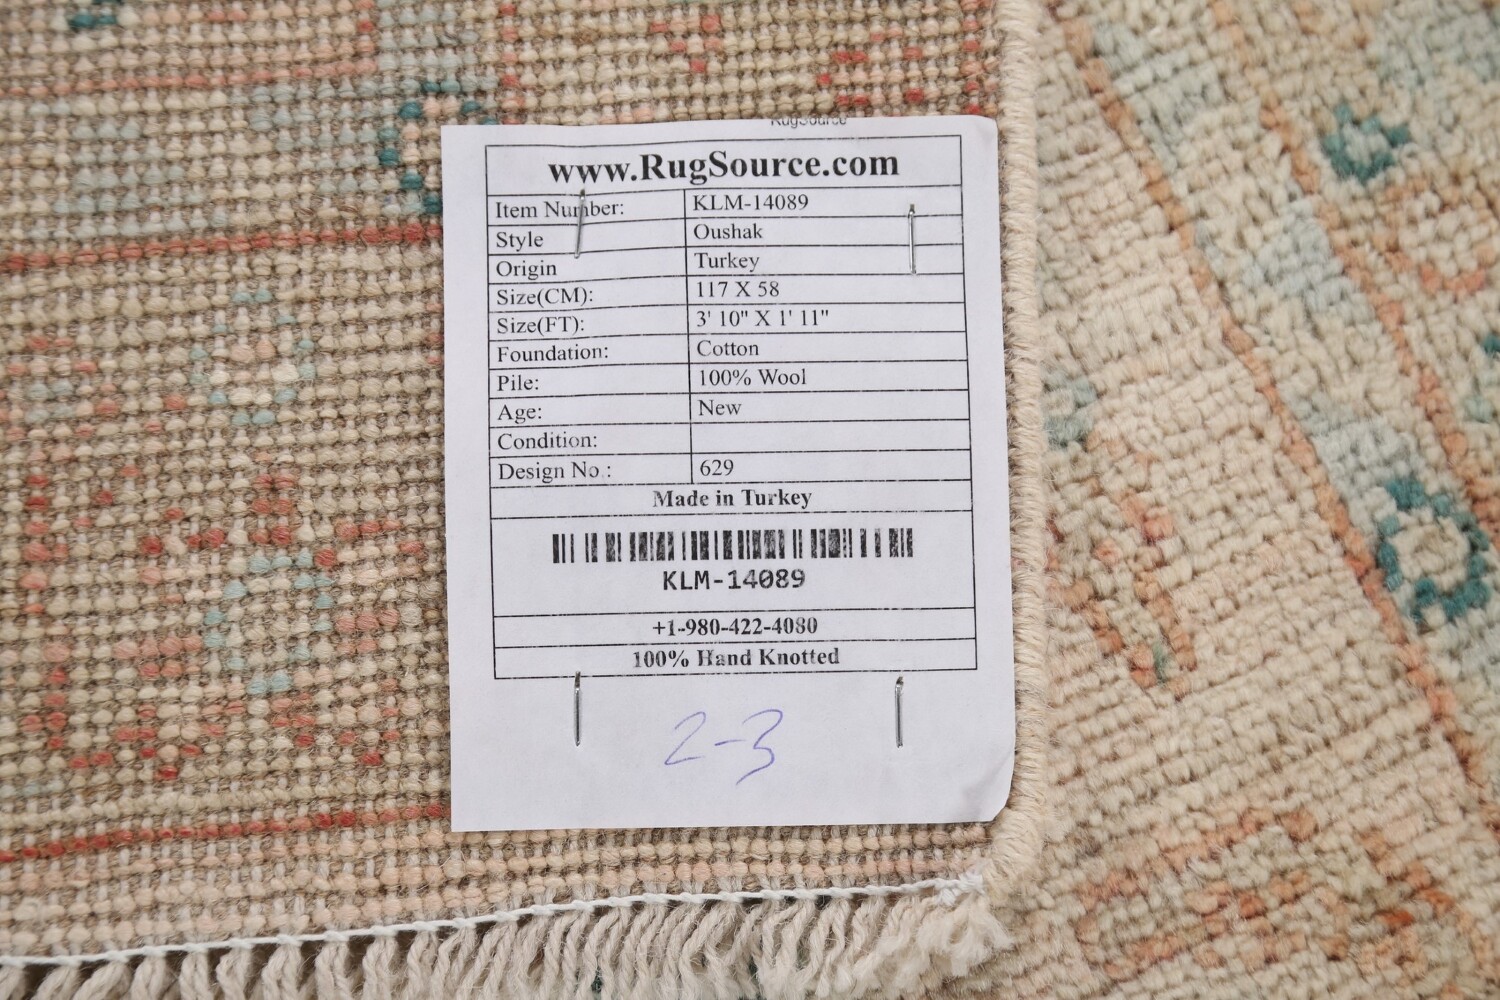 RugSource
www.RugSource.com
Item Number: KLM-14089
Style Oushak
Origin Turkey
Size(CM): 117 X 58
Size(FT): 3' 10" X 1' 11"
Foundation: Cotton
Pile: 100% Wool
Age: New
Condition:
Design No.: 629
Made in Turkey
KLM-14089
+1-980-422-4080
100% Hand Knotted
2-3